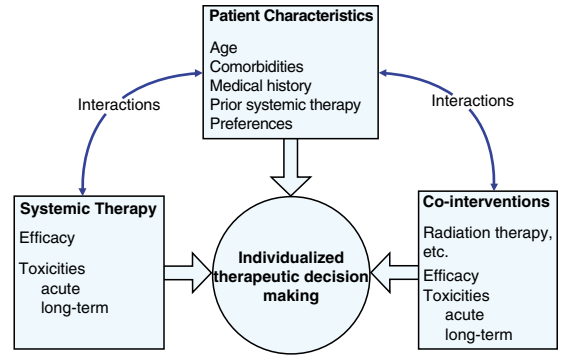 Patient Characteristics
Age
Comorbidities
Medical history
Prior systemic therapy
Preferences
Interactions
Interactions
Systemic Therapy
Efficacy
Toxicities
acute
long-term
Individualized
therapeutic decision
making
Co-interventions
Radiation therapy,
etc.
Efficacy
Toxicities
acute
long-term